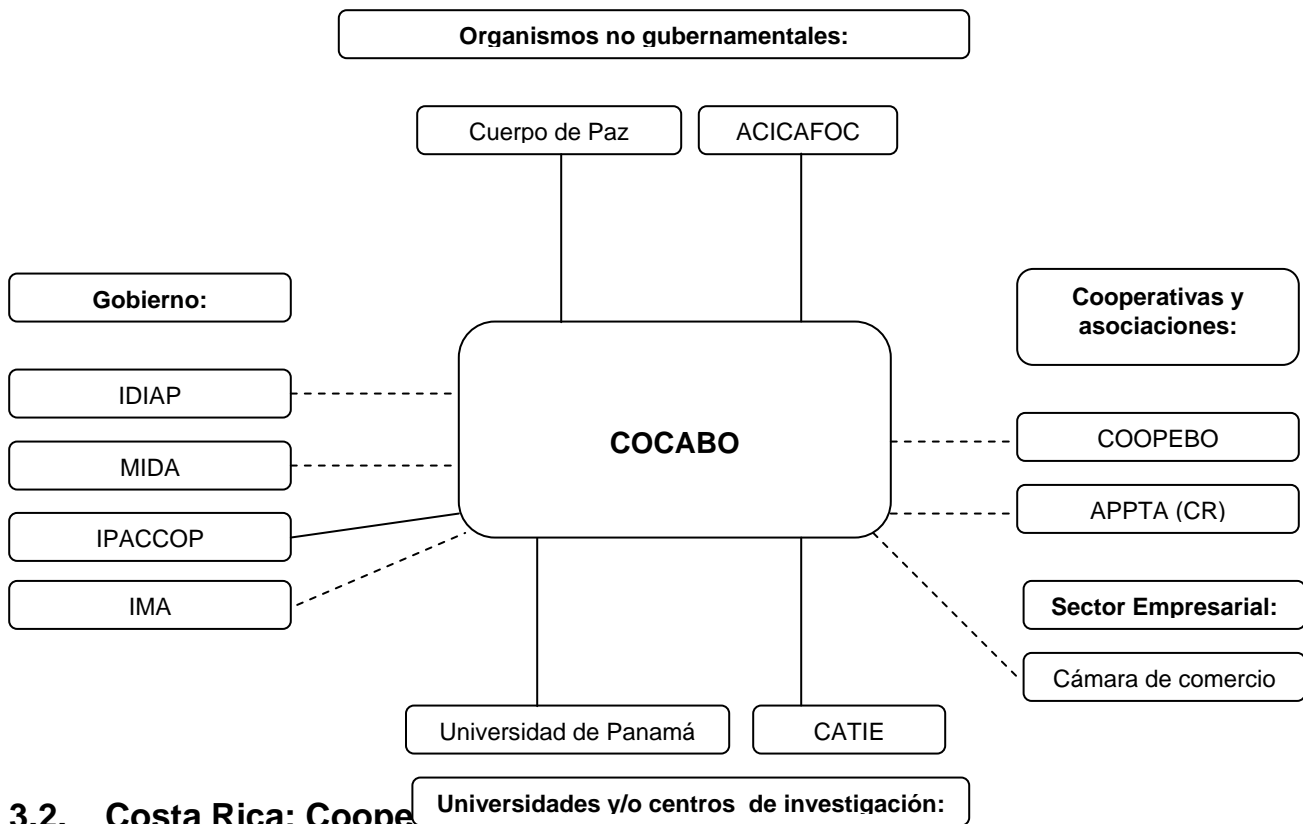 Organismos no gubernamentales:
Cuerpo de Paz
ACICAFOC
Gobierno:
Cooperativas y
asociaciones:
IDIAP
COCABO
COOPEBO
MIDA
APPTA (CR)
IPACCOP
IMA
Sector Empresarial:
Cámara de comercio
Universidad de Panamá
CATIE
Universidades y/o centros de investigación:
3.2. Costa Rica: Coope